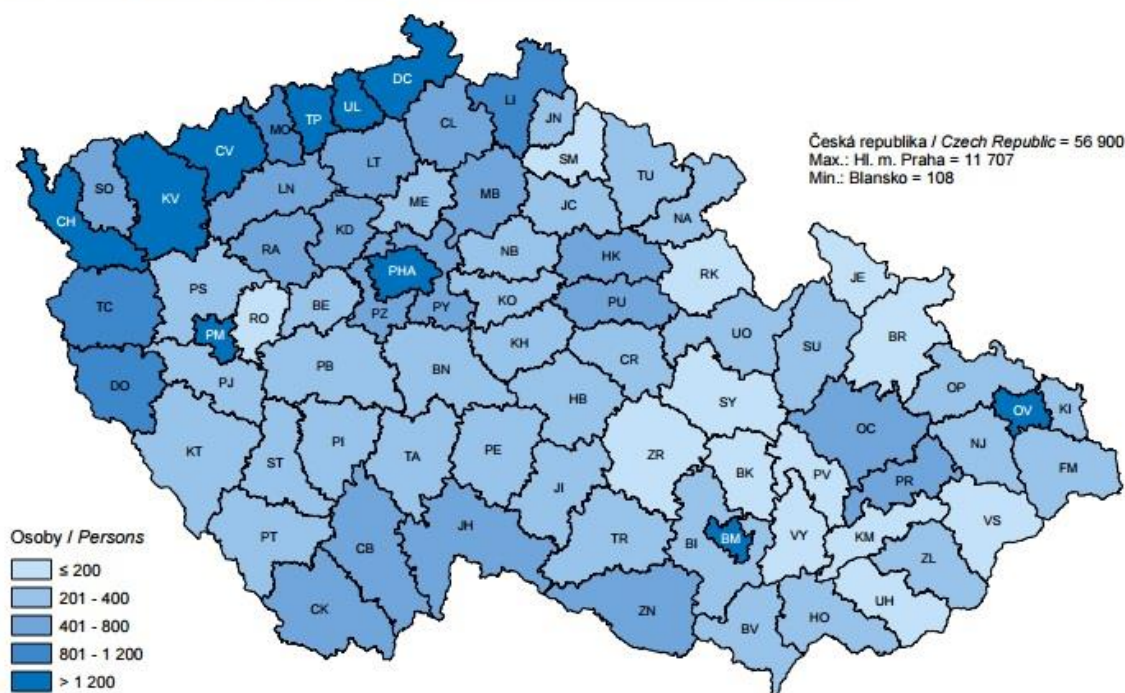 DC
UL
TP
LI
MO
CV
CL
JN
SM
TU
Česká republika / Czech Republic = 56 900
Max.: Hl. m. Praha = 11 707
Min.: Blansko = 108
SO
KV
LT
LN
ME
MB
JC
NA
CH
KD
RA
NB
HK
RK
JE
PHA
TC
PS
RO
BE
PZ
PY
KO
PU
BR
PM
KH
UO
SU
DO
PJ
PB
BN
CR
OP
OV
KI
HB
SY
OC
NJ
KT
ST
PI
TA
PE
ZR
BK
PV
PR
FM
JI
VS
Osoby / Persons
≤ 200
201 - 400
401 - 800
801 - 1 200
> 1 200
PT
CB
JH
TR
BI
BM
VY
KM
ZL
CK
ZN
BV
HO
UH